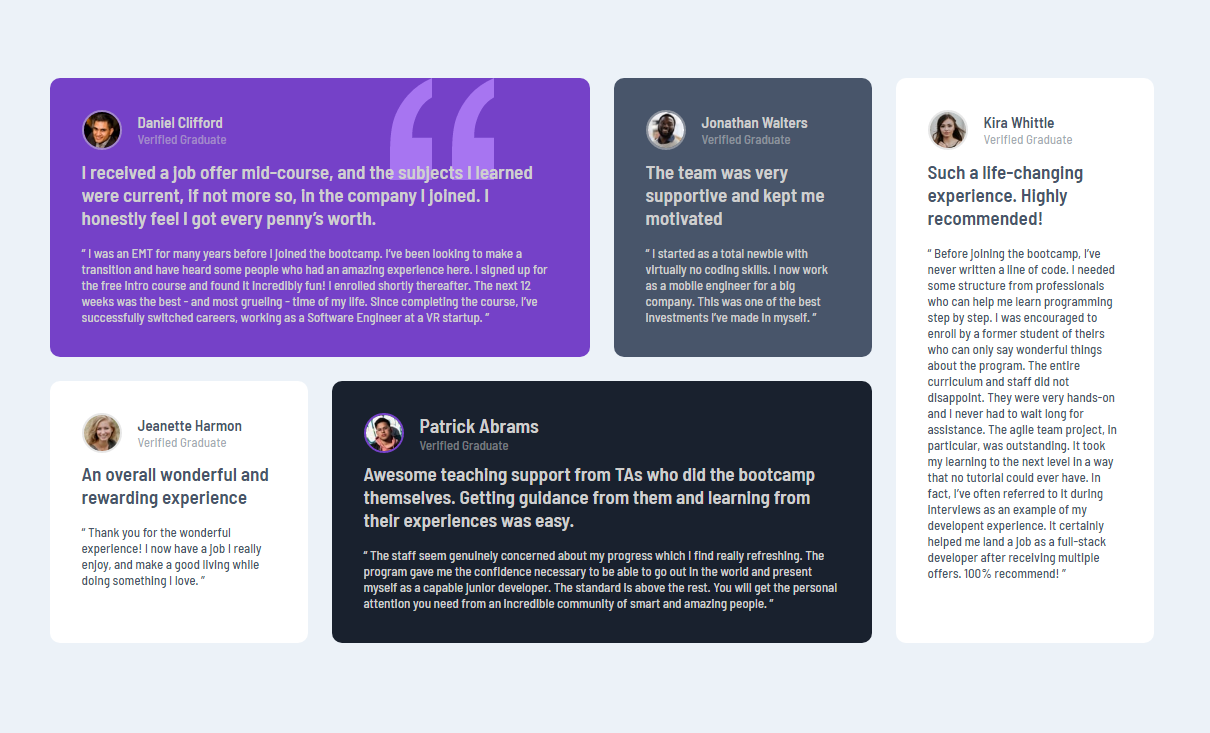 Daniel Clifford
Verified Graduate
I received a job offer mid-course, and the subjects I learned
were current, if not more so, in the company I joined. I
honestly feel I got every penny’s worth.
“ I was an EMT for many years before I joined the bootcamp. I’ve been looking to make a
transition and have heard some people who had an amazing experience here. I signed up for
the free intro course and found it incredibly fun! I enrolled shortly thereafter. The next 12
weeks was the best - and most grueling - time of my life. Since completing the course, I’ve
successfully switched careers, working as a Software Engineer at a VR startup. ”
Jonathan Walters
Verified Graduate
The team was very
supportive and kept me
motivated
“ I started as a total newbie with
virtually no coding skills. I now work
as a mobile engineer for a big
company. This was one of the best
investments I’ve made in myself. ”
Kira Whittle
Verified Graduate
Such a life-changing
experience. Highly
recommended!
“ Before joining the bootcamp, I’ve
never written a line of code. I needed
some structure from professionals
who can help me learn programming
step by step. I was encouraged to
enroll by a former student of theirs
who can only say wonderful things
about the program. The entire
curriculum and staff did not
disappoint. They were very hands-on
and I never had to wait long for
assistance. The agile team project, in
particular, was outstanding. It took
my learning to the next level in a way
that no tutorial could ever have. In
fact, I’ve often referred to it during
interviews as an example of my
developent experience. It certainly
helped me land a job as a full-stack
developer after receiving multiple
offers. 100% recommend! ”
Jeanette Harmon
Verified Graduate
An overall wonderful and
rewarding experience
“ Thank you for the wonderful
experience! I now have a job I really
enjoy, and make a good living while
doing something I love. ”
Patrick Abrams
Verified Graduate
Awesome teaching support from TAs who did the bootcamp
themselves. Getting guidance from them and learning from
their experiences was easy.
“ The staff seem genuinely concerned about my progress which I find really refreshing. The
program gave me the confidence necessary to be able to go out in the world and present
myself as a capable junior developer. The standard is above the rest. You will get the personal
attention you need from an incredible community of smart and amazing people. ”